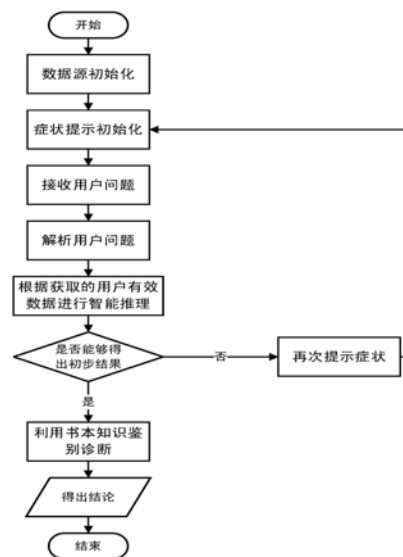 开始
数据源初始化
症状提示初始化
接收用户问题
解析用户问题
根据获取的用户有效
数据进行智能推理
是否能够得
出初步结果
否
再次提示症状
是
利用书本知识鉴
别诊断
得出结论
结束